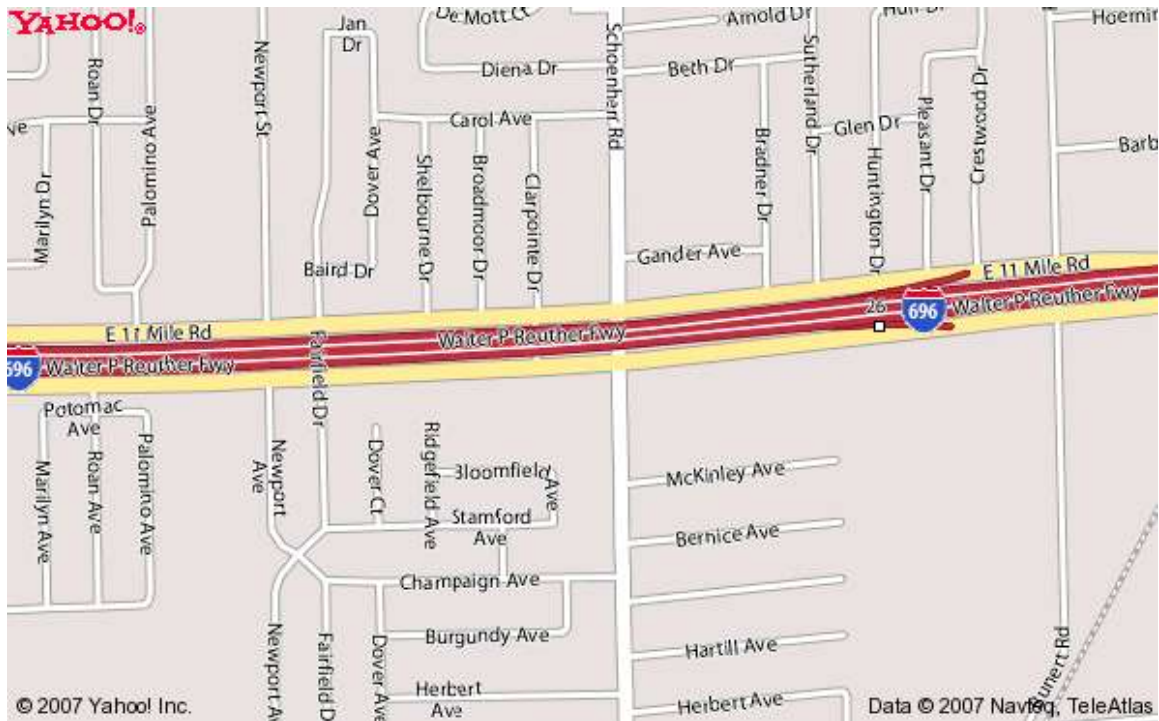 YAHOO!®
Jan
Dr
De Mott Ct
Arnold Dr
Hoernin
Diena Dr
Beth Dr
Roan Dr
Palomino Ave
Newport St
Schoenherr Rd
Sutherland Dr
Carol Ave
Glen Dr
Pleasant Dr
Crestwood Dr
Barb
Marilyn Dr
Dover Ave
Shelbourne Dr
Broadmoor Dr
Clarpointe Dr
Bradner Dr
Huntington Dr
Gander Ave
Baird Dr
E 11 Mile Rd
26
696
Walter P Reuther Fwy
E 11 Mile Rd
Walter P Reuther Fwy
696
Walter P Reuther Fwy
Fairfield Dr
Potomac
Ave
Marilyn Ave
Roan Ave
Palomino Ave
Newport
Ave
Dover Ct
Ridgefield Ave
Bloomfield
Ave
McKinley Ave
Stamford
Ave
Bernice Ave
Champaign Ave
Burgundy Ave
Hartill Ave
Newport Av
Fairfield D
Dover Ave
Herbert
Ave
Herbert Ave
Bunert Rd
© 2007 Yahoo! Inc.
Data © 2007 Navteq, TeleAtlas